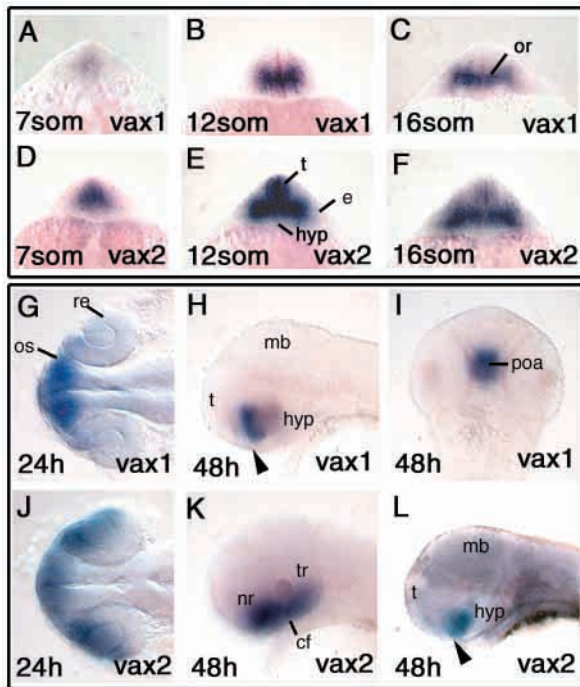 A
7som vax1
B
12som vax1
C
or
16som vax1
D
7som vax2
E
t
e
hyp
12som vax2
F
16som vax2
G
re
os
24h vax1
H
mb
t
hyp
48h vax1
I
poa
48h vax1
J
24h vax2
K
tr
nr
cf
48h vax2
L
mb
t
hyp
48h vax2